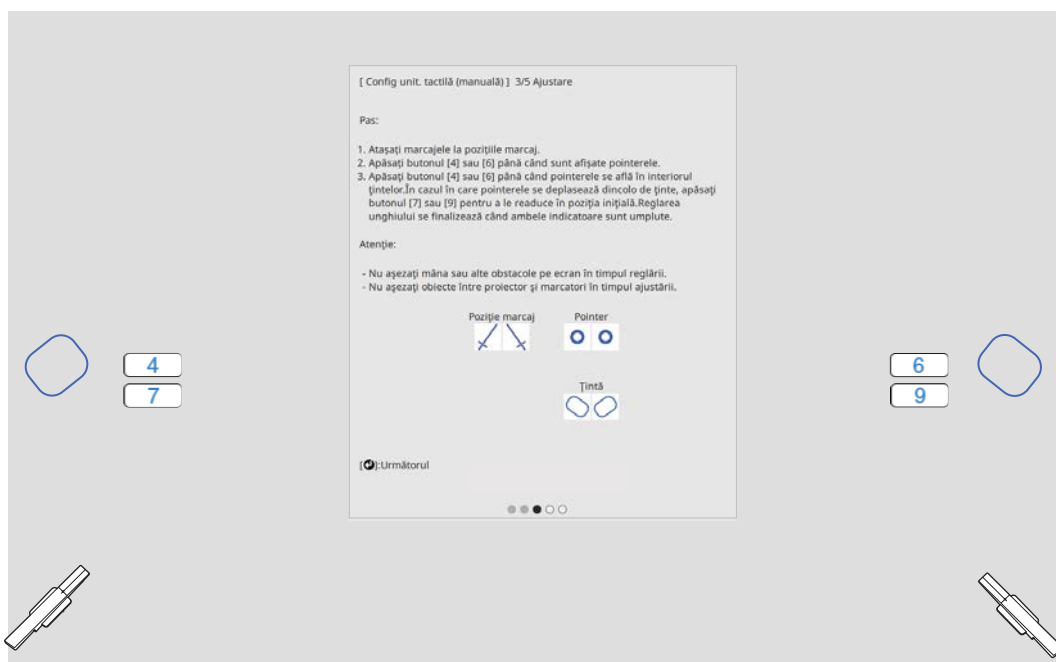 [ Config unit. tactilă (manuală) ] 3/5 Ajustare
Pas:
1. Atașați marcajele la pozițiile marcaj.
2. Apăsați butonul [4] sau [6] până când sunt afișate pointerele.
3. Apăsați butonul [4] sau [6] până când pointerele se află în interiorul
țintelor.În cazul în care pointerele se deplasează dincolo de ținte, apăsați
butonul [7] sau [9] pentru a le readuce în poziția inițială.Reglarea
unghiului se finalizează când ambele indicatoare sunt umplute.
Atenție:
- Nu așezați mâna sau alte obstacole pe ecran în timpul reglării.
- Nu așezați obiecte între proiector și marcatori în timpul ajustării.
Poziție marcaj Pointer
4
6
7
9
Țintă
[ ]:Următorul